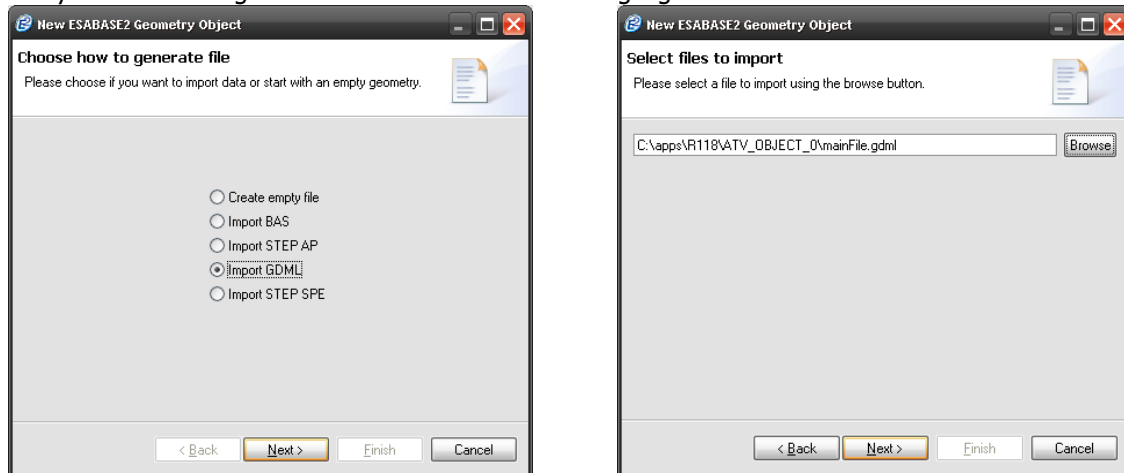 New ESABASE2 Geometry Object
Choose how to generate file
Please choose if you want to import data or start with an empty geometry.
Create empty file
Import BAS
Import STEP AP
Import GDML
Import STEP SPE
< Back Next > Finish Cancel
New ESABASE2 Geometry Object
Select files to import
Please select a file to import using the browse button.
C:\apps\R118\ATV_OBJECT_0\mainFile.gdml Browse
< Back Next > Finish Cancel